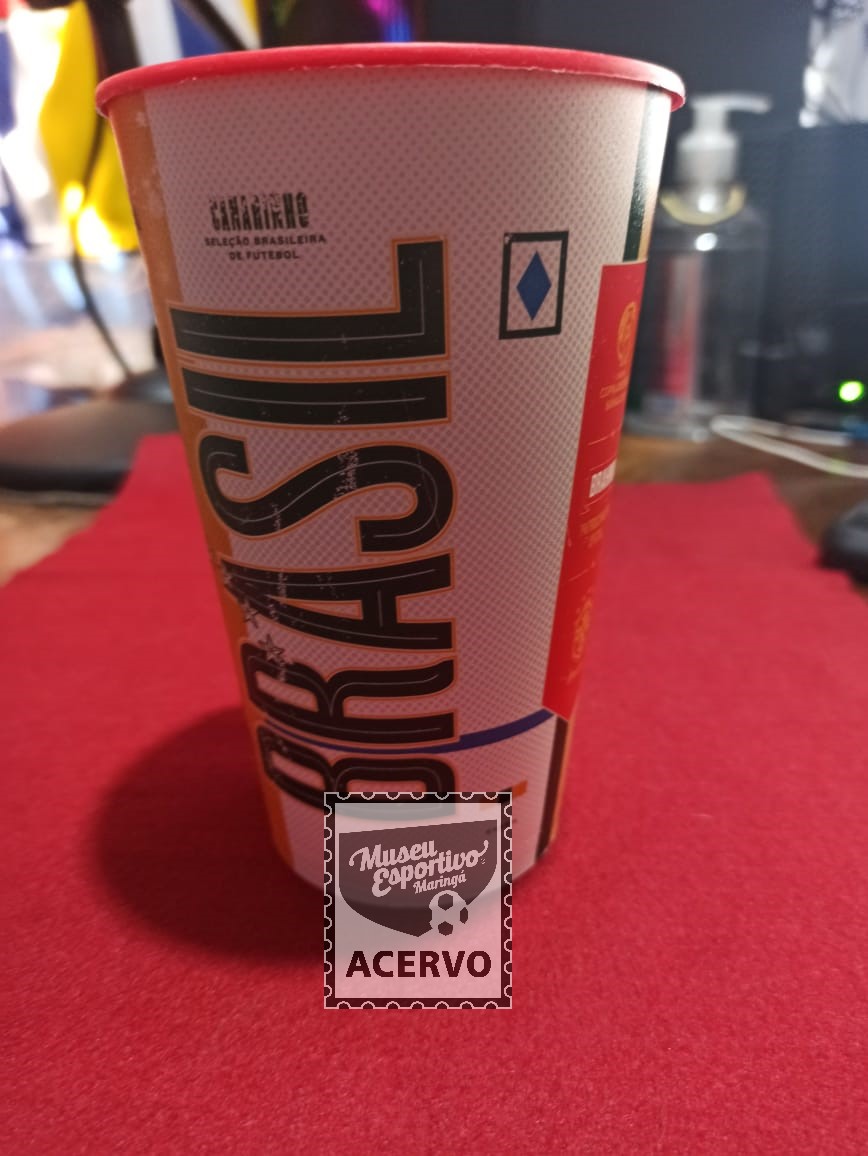 CANARINHO
SELEÇÃO BRASILEIRA
DE FUTEBOL
BRASIL
Museu
Esportivo
Maringá
ACERVO